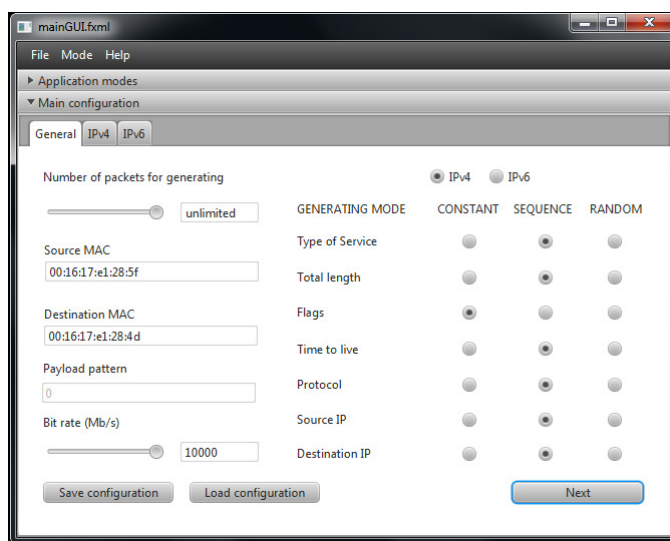 mainGUI.fxml
File Mode Help
Application modes
Main configuration
General IPv4 IPv6
Number of packets for generating
IPv4 IPv6
unlimited
GENERATING MODE CONSTANT SEQUENCE RANDOM
Type of Service
Source MAC
00:16:17:e1:28:5f
Total length
Destination MAC
Flags
00:16:17:e1:28:4d
Time to live
Payload pattern
0
Protocol
Bit rate (Mb/s)
Source IP
10000
Destination IP
Save configuration Load configuration Next